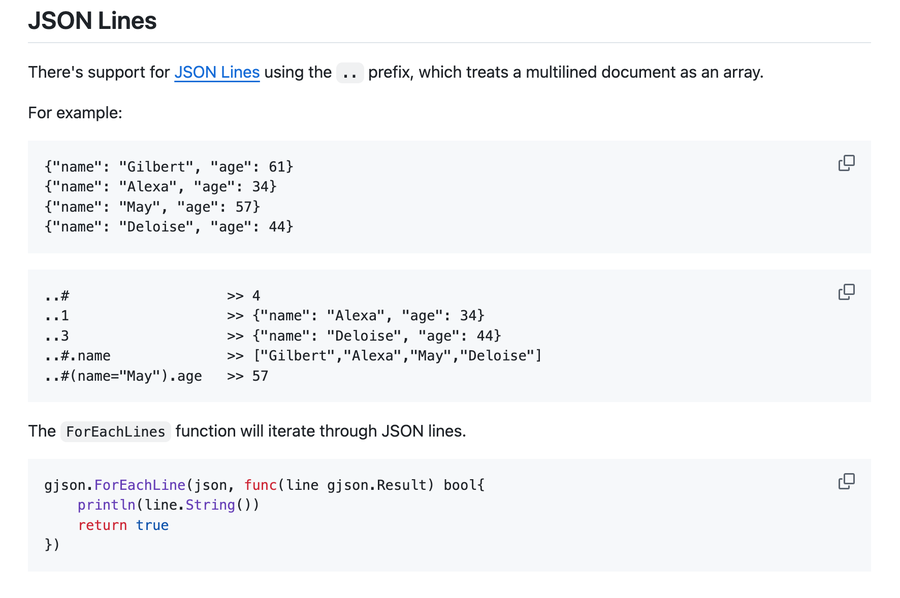 JSON Lines
There's support for JSON Lines using the .. prefix, which treats a multilined document as an array.
For example:
{"name": "Gilbert", "age": 61}
{"name": "Alexa", "age": 34}
{"name": "May", "age": 57}
{"name": "Deloise", "age": 44}
..#                   >> 4
..1                   >> {"name": "Alexa", "age": 34}
..3                   >> {"name": "Deloise", "age": 44}
..#.name              >> ["Gilbert","Alexa","May","Deloise"]
..#(name="May").age   >> 57
The ForEachLines function will iterate through JSON lines.
gjson.ForEachLine(json, func(line gjson.Result) bool{
    println(line.String())
    return true
})